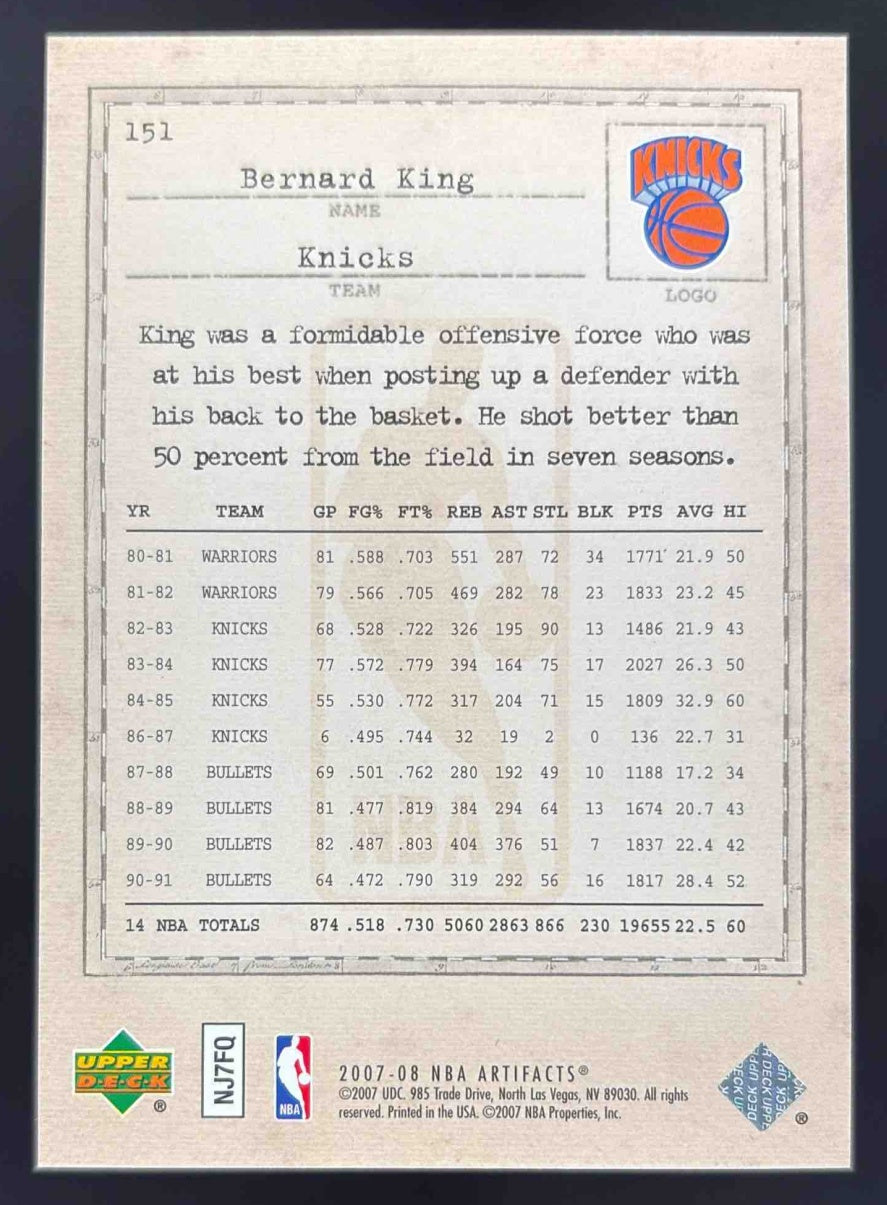 151
Bernard King
NAME
KNICKS
Knicks
TEAM
LOGO
King was a formidable offensive force who was
at his best when posting up a defender with
his back to the basket. He shot better than
50 percent from the field in seven seasons.
YR TEAM GP FG% FT% REB AST STL BLK PTS AVG HI
80-81 WARRIORS 81 .588 .703 551 287 72 34 1771 21.9 50
81-82 WARRIORS 79 .566 .705 469 282 78 23 1833 23.2 45
82-83 KNICKS 68 .528 .722 326 195 90 13 1486 21.9 43
83-84 KNICKS 77 .572 .779 394 164 75 17 2027 26.3 50
84-85 KNICKS 55 .530 .772 317 204 71 15 1809 32.9 60
86-87 KNICKS 6 .495 .744 32 19 2 0 136 22.7 31
87-88 BULLETS 69 .501 .762 280 192 49 10 1188 17.2 34
88-89 BULLETS 81 .477 .819 384 294 64 13 1674 20.7 43
89-90 BULLETS 82 .487 .803 404 376 51 7 1837 22.4 42
90-91 BULLETS 64 .472 .790 319 292 56 16 1817 28.4 52
14 NBA TOTALS 874 .518 .730 5060 2863 866 230 19655 22.5 60
NBA
UPPER
DECK®
NJ7FQ
NBA
2007-08 NBA ARTIFACTS®
©2007 UDC. 985 Trade Drive, North Las Vegas, NV 89030. All rights
reserved. Printed in the USA. ©2007 NBA Properties, Inc.
DECK UPP
®